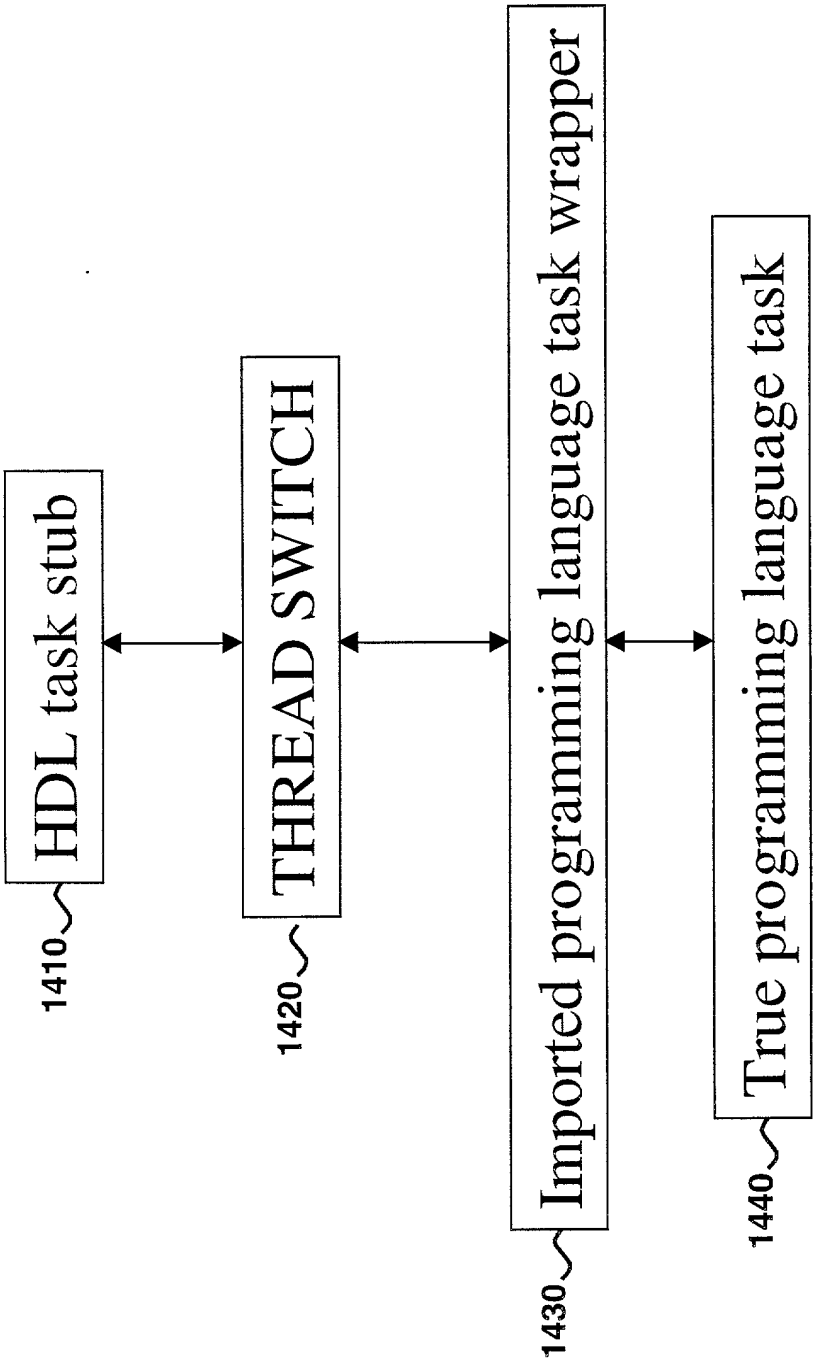 HDL task stub
1410
THREAD SWITCH
1420
Imported programming language task wrapper
1430
True programming language task
1440